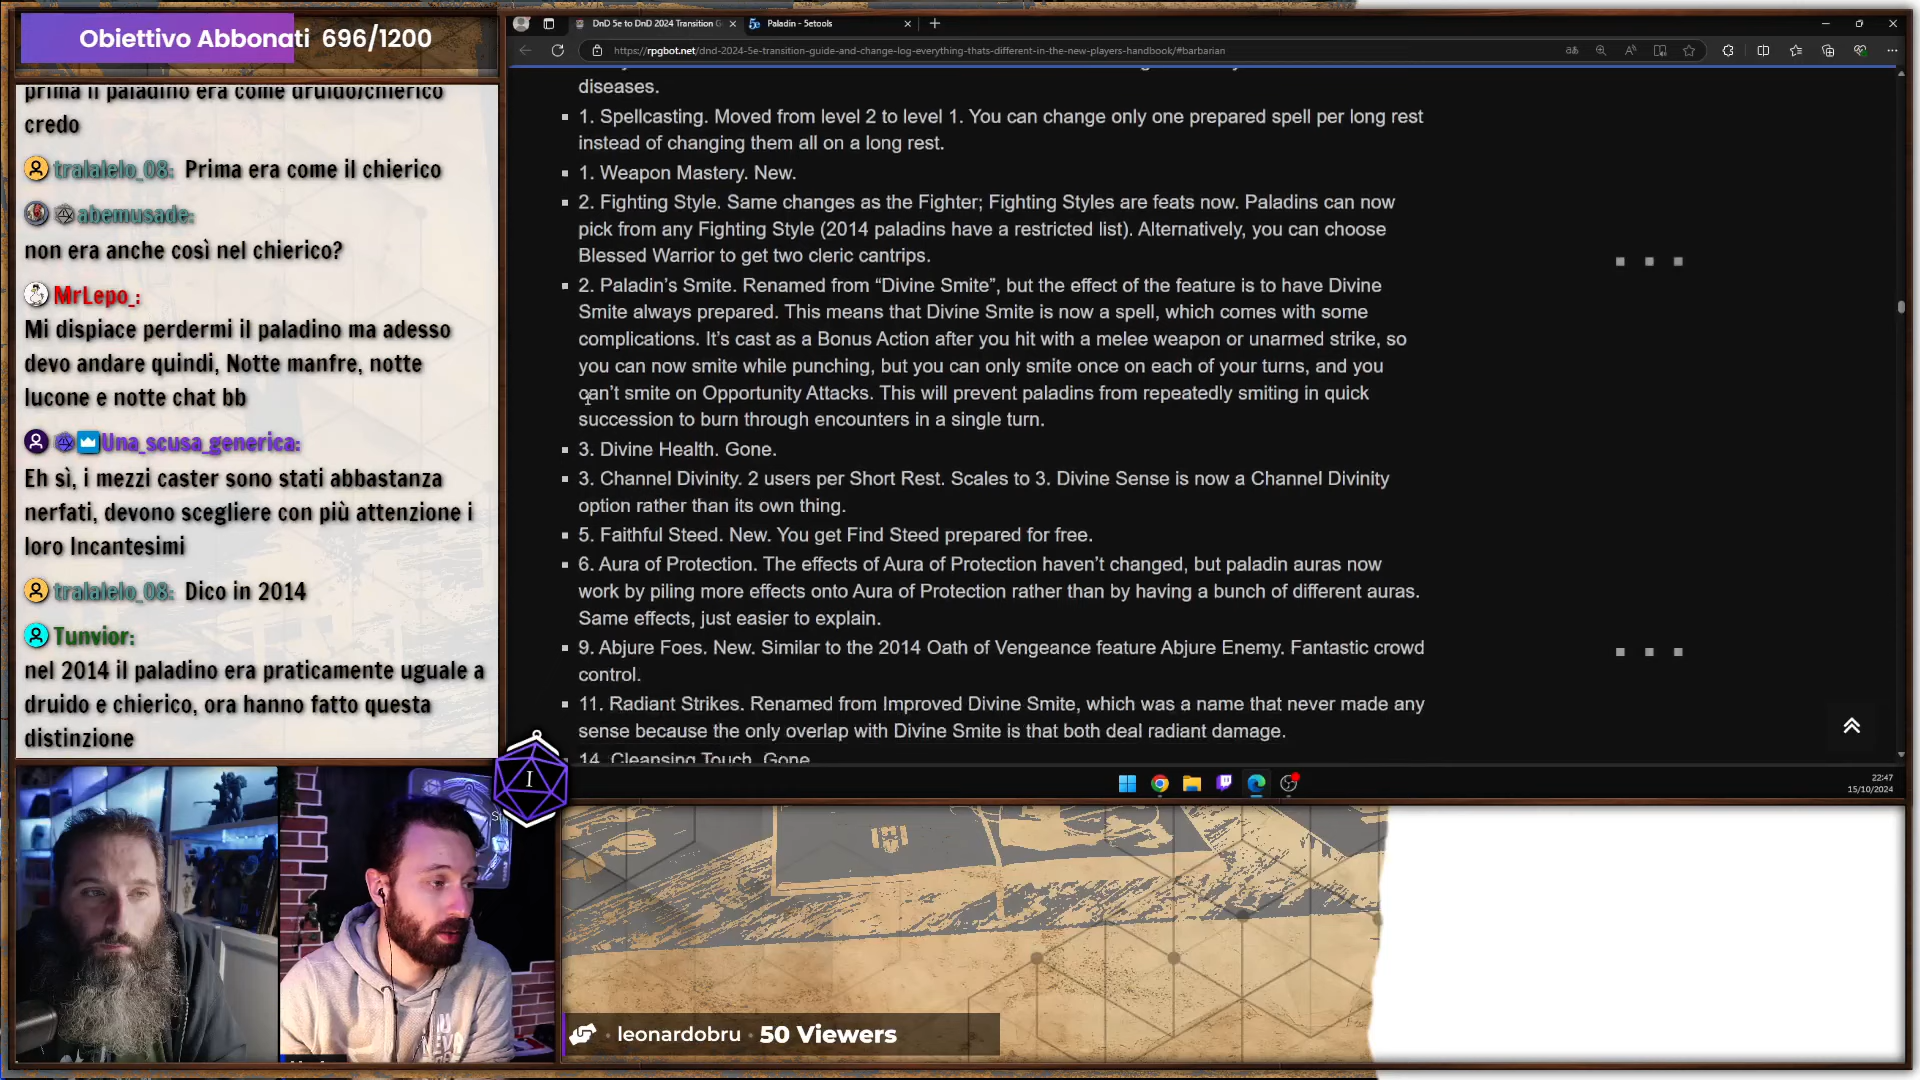 Obiettivo Abbonati 696/1200
prima il paladino era come druido/chierico
credo
tralalelo_08: Prima era come il chierico
abemusade:
non era anche così nel chierico?
MrLepo_:
Mi dispiace perdermi il paladino ma adesso
devo andare quindi, Notte manfre, notte
lucone e notte chat bb
Una_scusa_generica:
Eh sì, i mezzi caster sono stati abbastanza
nerfati, devono scegliere con più attenzione i
loro Incantesimi
tralalelo_08: Dico in 2014
Tunvior:
nel 2014 il paladino era praticamente uguale a
druido e chierico, ora hanno fatto questa
distinzione
DnD 5e to DnD 2024 Transition G
Paladin - 5etools
https://rpgbot.net/dnd-2024-5e-transition-guide-and-change-log-everything-thats-different-in-the-new-players-handbook/#barbarian
diseases.
1. Spellcasting. Moved from level 2 to level 1. You can change only one prepared spell per long rest
instead of changing them all on a long rest.
1. Weapon Mastery. New.
2. Fighting Style. Same changes as the Fighter; Fighting Styles are feats now. Paladins can now
pick from any Fighting Style (2014 paladins have a restricted list). Alternatively, you can choose
Blessed Warrior to get two cleric cantrips.
2. Paladin’s Smite. Renamed from “Divine Smite”, but the effect of the feature is to have Divine
Smite always prepared. This means that Divine Smite is now a spell, which comes with some
complications. It’s cast as a Bonus Action after you hit with a melee weapon or unarmed strike, so
you can now smite while punching, but you can only smite once on each of your turns, and you
can’t smite on Opportunity Attacks. This will prevent paladins from repeatedly smiting in quick
succession to burn through encounters in a single turn.
3. Divine Health. Gone.
3. Channel Divinity. 2 users per Short Rest. Scales to 3. Divine Sense is now a Channel Divinity
option rather than its own thing.
5. Faithful Steed. New. You get Find Steed prepared for free.
6. Aura of Protection. The effects of Aura of Protection haven’t changed, but paladin auras now
work by piling more effects onto Aura of Protection rather than by having a bunch of different auras.
Same effects, just easier to explain.
9. Abjure Foes. New. Similar to the 2014 Oath of Vengeance feature Abjure Enemy. Fantastic crowd
control.
11. Radiant Strikes. Renamed from Improved Divine Smite, which was a name that never made any
sense because the only overlap with Divine Smite is that both deal radiant damage.
14. Cleansing Touch. Gone
22:47
15/10/2024
I
leonardobru · 50 Viewers